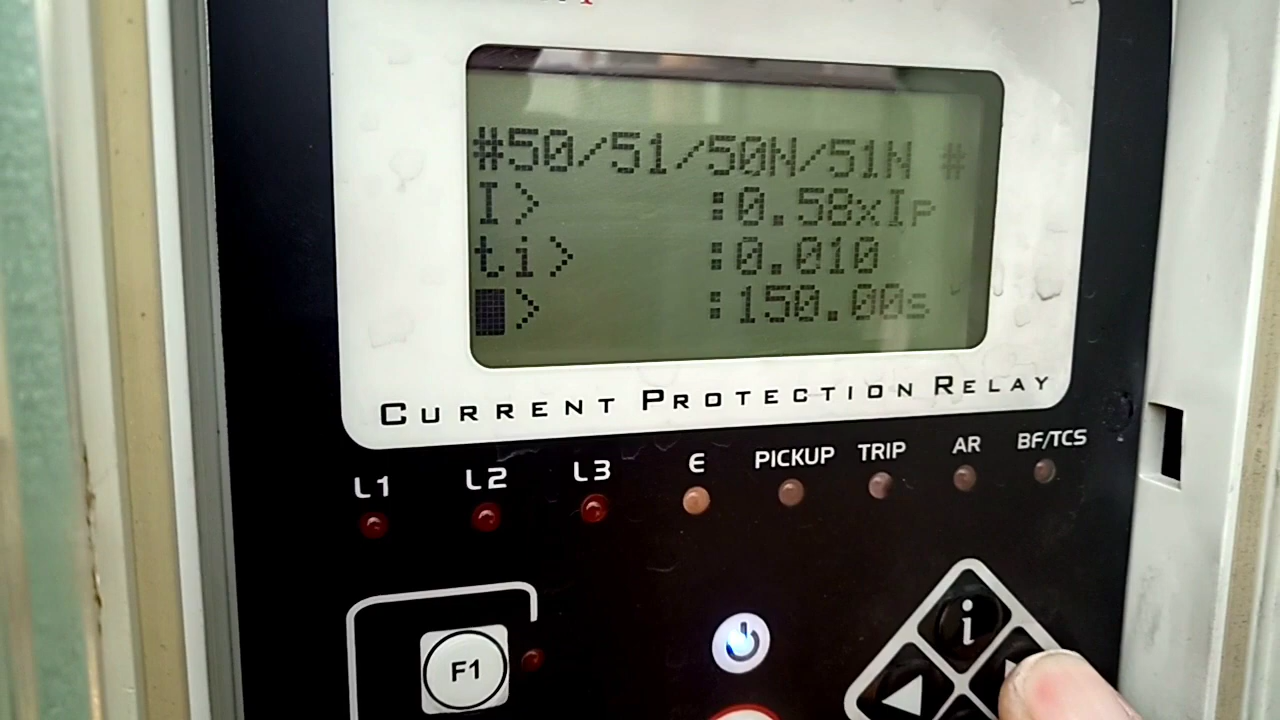 #50/51/50N/51N #
I> :0.58xIp
ti> :0.010
> :150.00s
CURRENT PROTECTION RELAY
L1 L2 L3 E PICKUP TRIP AR BF/TCS
i
F1